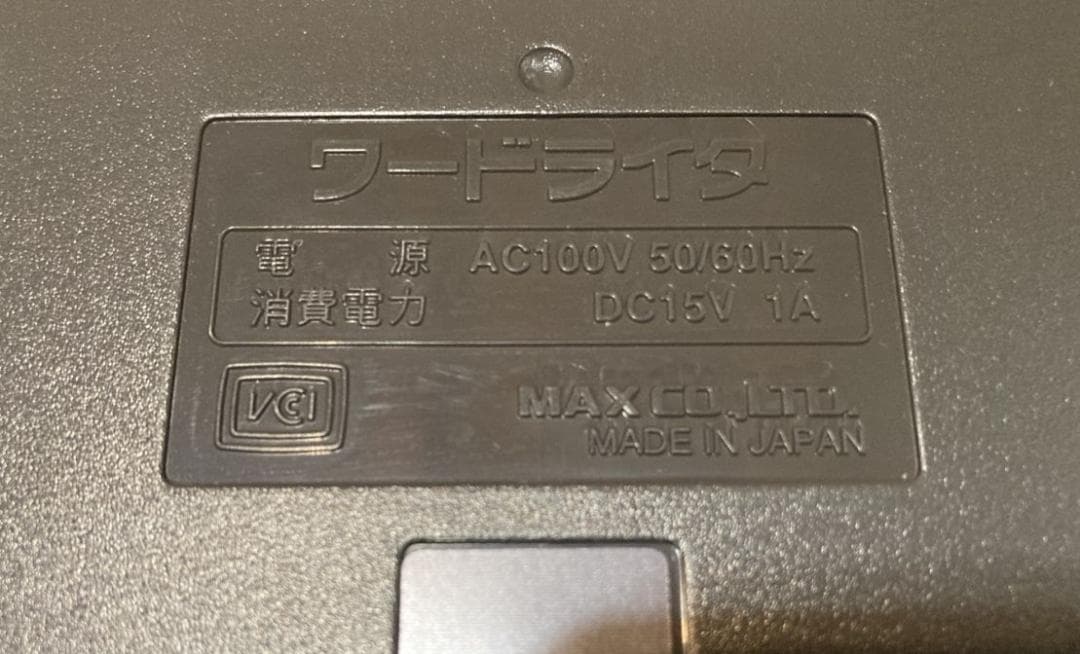 ワードライタ
電　　源 AC100V 50/60Hz
消費電力 DC15V 1A
VCI
MAX CO.,LTD.
MADE IN JAPAN